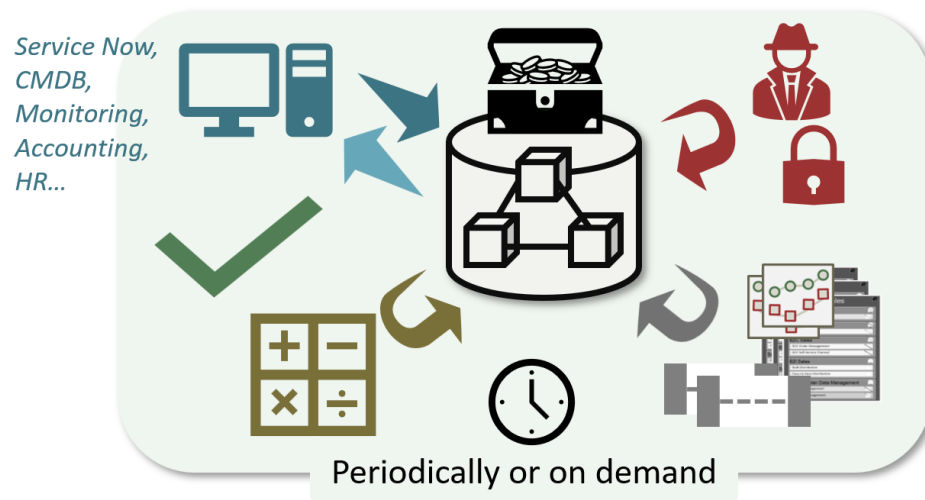 Service Now,
CMDB,
Monitoring,
Accounting,
HR...
Periodically or on demand